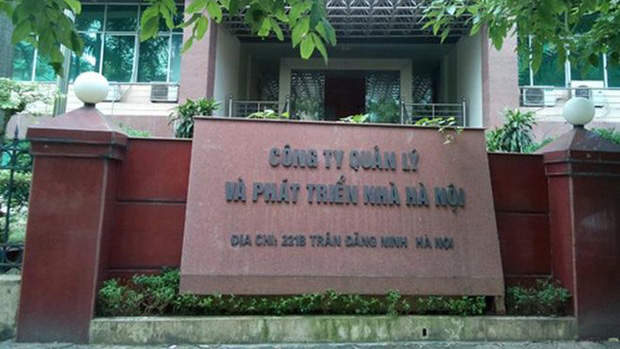 CÔNG TY QUẢN LÝ
VÀ PHÁT TRIỂN NHÀ HÀ NỘI
ĐỊA CHỈ: 221B TRẦN ĐĂNG NINH HÀ NỘI